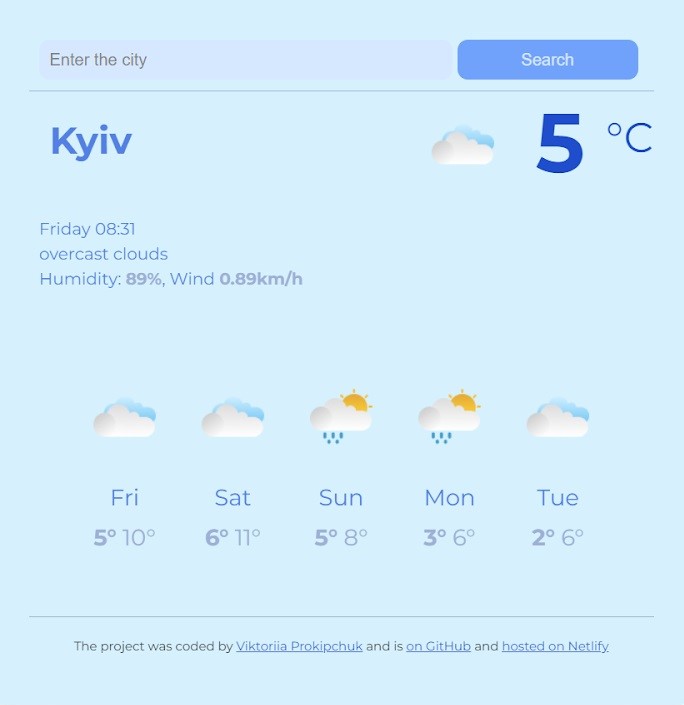 Enter the city Search
Kyiv 5 °C
Friday 08:31
overcast clouds
Humidity: 89%, Wind 0.89km/h
Fri Sat Sun Mon Tue
5° 10° 6° 11° 5° 8° 3° 6° 2° 6°
The project was coded by Viktoriia Prokipchuk and is on GitHub and hosted on Netlify